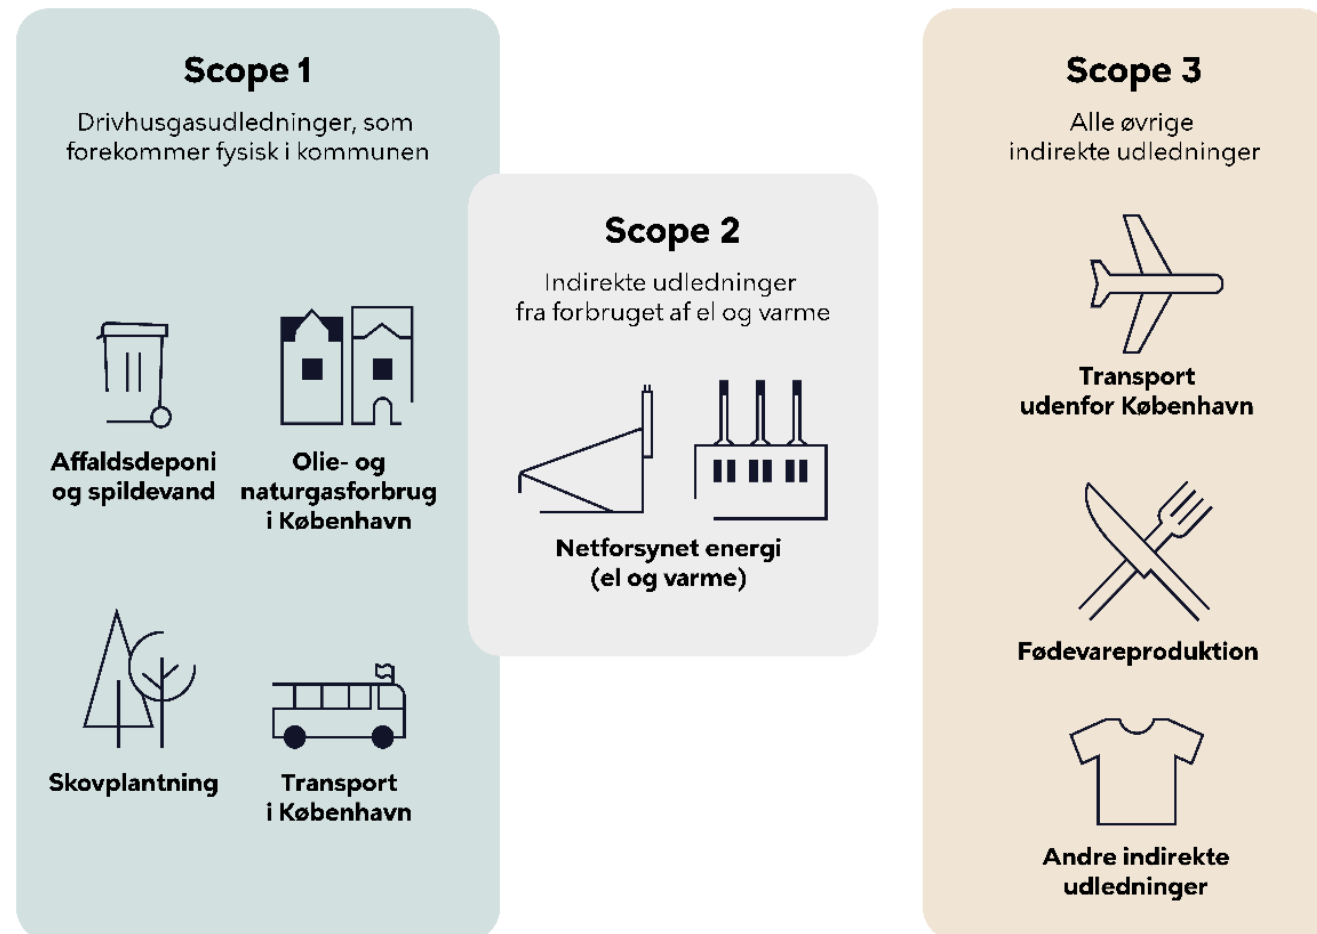 Scope 1
Drivhusgasudledninger, som
forekommer fysisk i kommunen
Affaldsdeponi
og spildevand
Olie- og
naturgasforbrug
i København
Skovplantning
Transport
i København
Scope 2
Indirekte udledninger
fra forbruget af el og varme
Netforsynet energi
(el og varme)
Scope 3
Alle øvrige
indirekte udledninger
Transport
udenfor København
Fødevareproduktion
Andre indirekte
udledninger